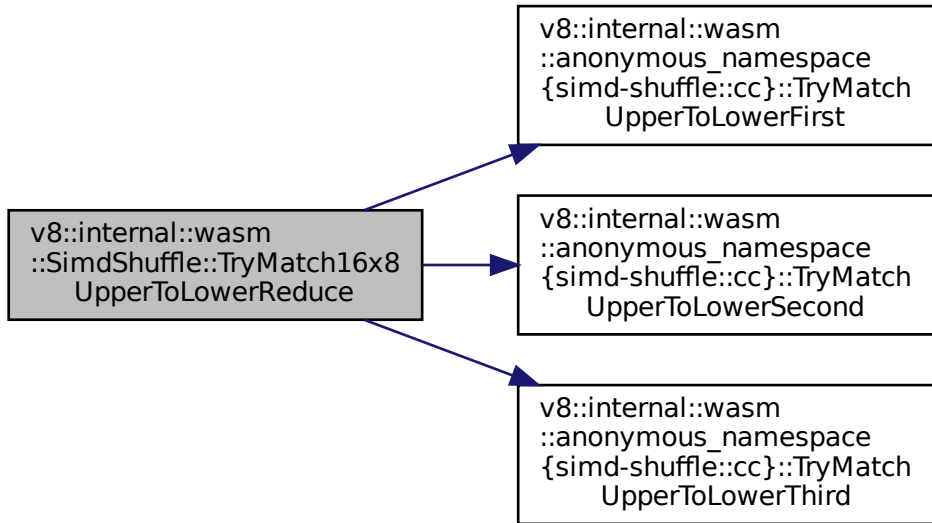 v8::internal::wasm
::anonymous_namespace
{simd-shuffle::cc}::TryMatch
UpperToLowerFirst
v8::internal::wasm
::SimdShuffle::TryMatch16x8
UpperToLowerReduce
v8::internal::wasm
::anonymous_namespace
{simd-shuffle::cc}::TryMatch
UpperToLowerSecond
v8::internal::wasm
::anonymous_namespace
{simd-shuffle::cc}::TryMatch
UpperToLowerThird